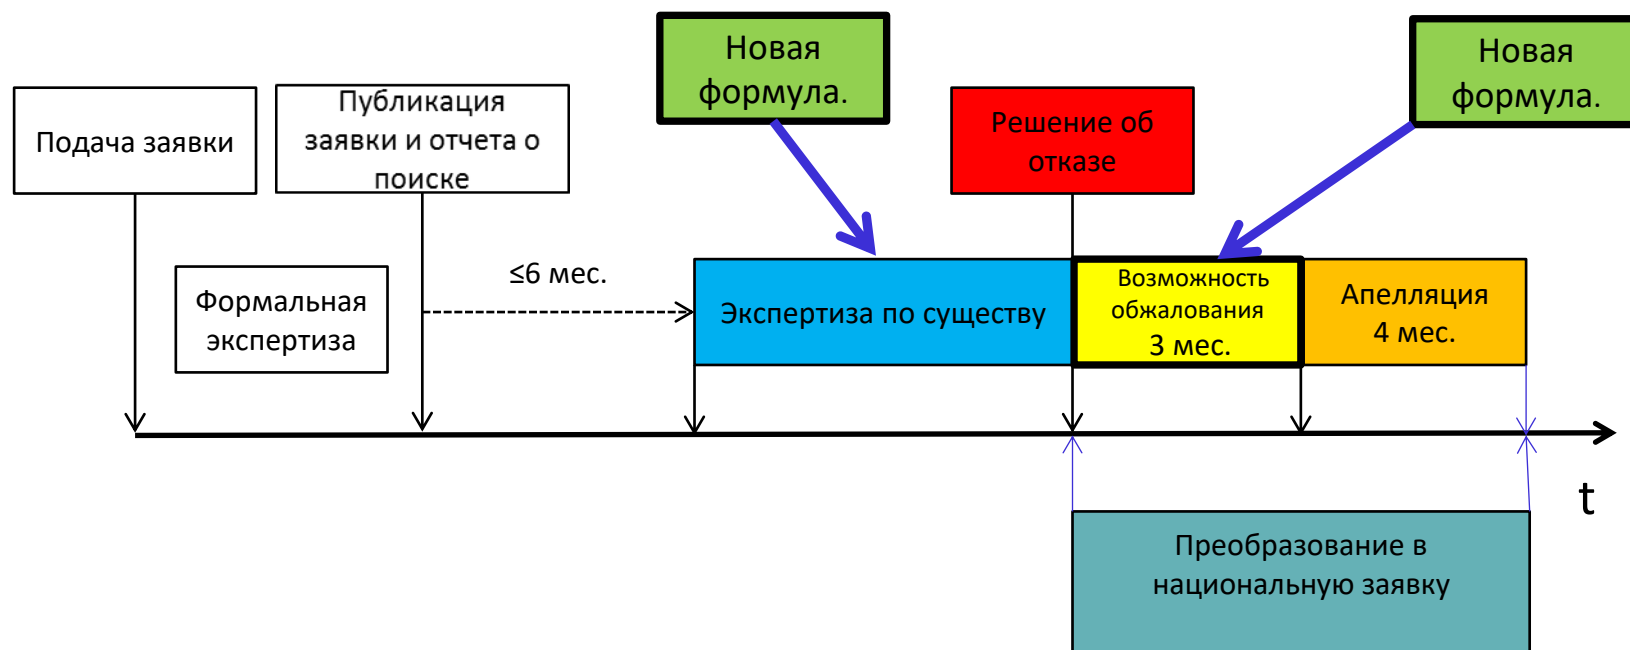 Новая
формула.
Новая
формула.
Подача заявки
Публикация
заявки и отчета о
поиске
Решение об
отказе
Формальная
экспертиза
≤6 мес.
Экспертиза по существу
Возможность
обжалования
3 мес.
Апелляция
4 мес.
t
Преобразование в
национальную заявку